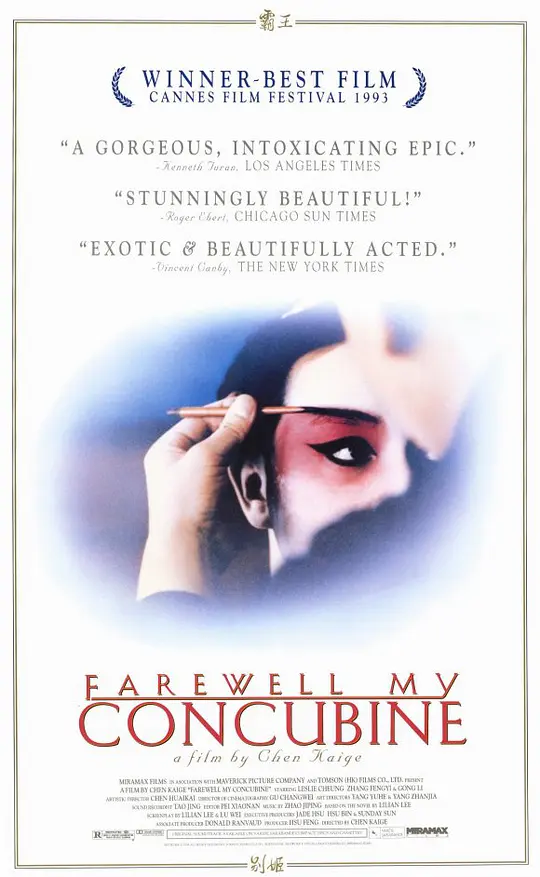 霸王
WINNER-BEST FILM
CANNES FILM FESTIVAL 1993
"A GORGEOUS, INTOXICATING EPIC."
-Kenneth Turan, LOS ANGELES TIMES
"STUNNINGLY BEAUTIFUL!"
-Roger Ebert, CHICAGO SUN TIMES
"EXOTIC & BEAUTIFULLY ACTED."
-Vincent Canby, THE NEW YORK TIMES
FAREWELL MY
CONCUBINE
a film by Chen Kaige
MIRAMAX FILMS IN ASSOCIATION WITH MAVERICK PICTURE COMPANY AND TOMSON (HK) FILMS CO., LTD. PRESENT
A FILM BY CHEN KAIGE "FAREWELL MY CONCUBINE" STARRING LESLIE CHEUNG ZHANG FENGYI & GONG LI
ARTISTIC DIRECTOR CHEN HUAIKAI DIRECTOR OF CINEMATOGRAPHY GU CHANGWEI ART DIRECTORS YANG YUHE & YANG ZHANJIA
SOUND RECORDIST TAO JING EDITOR PEI XIAONAN MUSIC BY ZHAO JIPING BASED ON THE NOVEL BY LILIAN LEE
SCREENPLAY BY LILIAN LEE & LU WEI EXECUTIVE PRODUCERS JADE HSU HSU BIN & SUNDAY SUN
ASSOCIATE PRODUCER DONALD RANVAUD PRODUCER HSU FENG DIRECTED BY CHEN KAIGE
R MIRAMAX
别姬